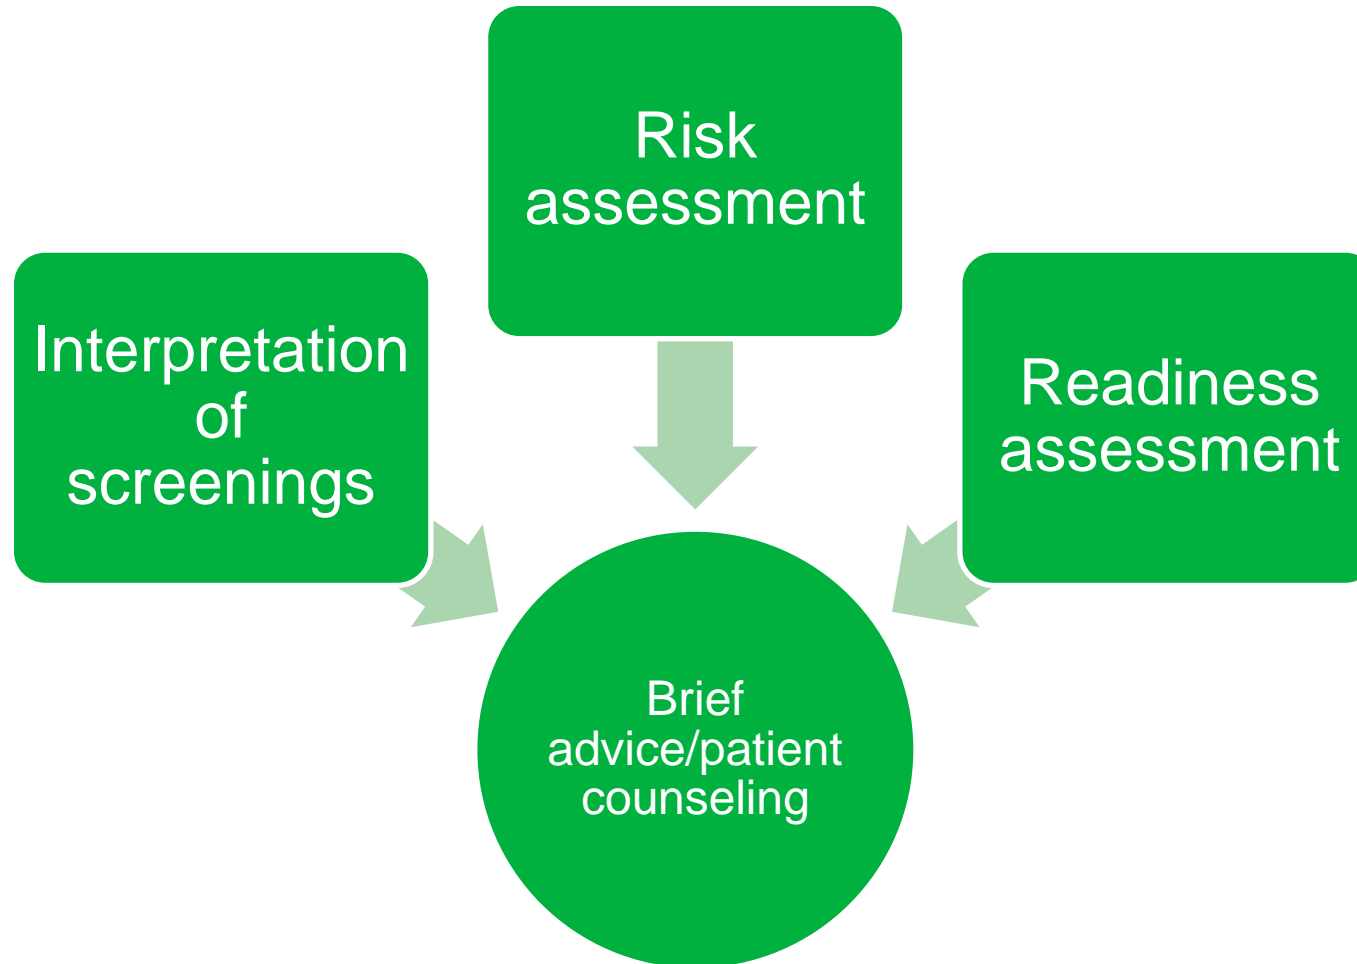 Risk
assessment
Interpretation
of
screenings
Readiness
assessment
Brief
advice/patient
counseling